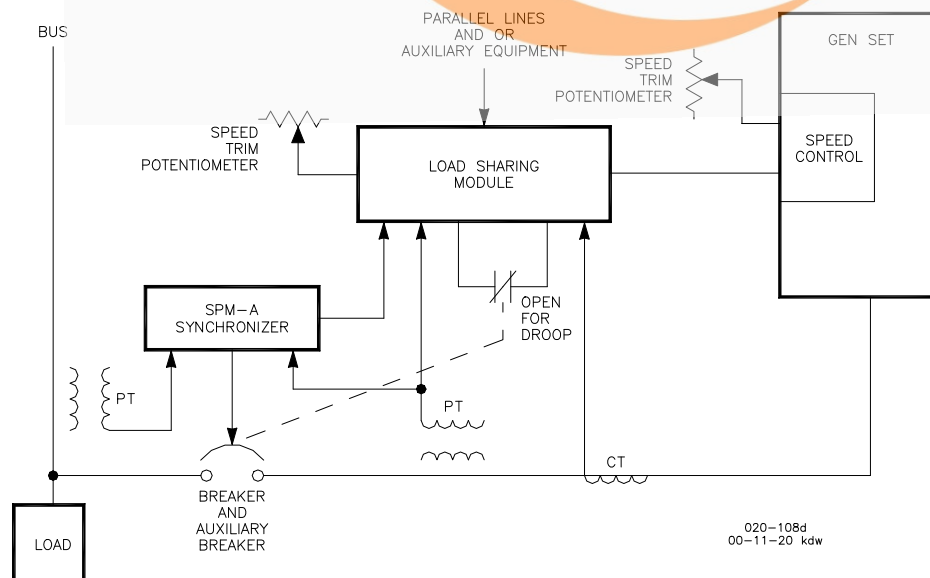 PARALLEL LINES
AND OR
AUXILIARY EQUIPMENT
BUS
GEN SET
SPEED
TRIM
POTENTIOMETER
SPEED
TRIM
POTENTIOMETER
LOAD SHARING
MODULE
SPEED
CONTROL
SPM-A
SYNCHRONIZER
OPEN
FOR
DROOP
PT
PT
CT
BREAKER
AND
AUXILIARY
BREAKER
LOAD
020-108d
00-11-20 kdw